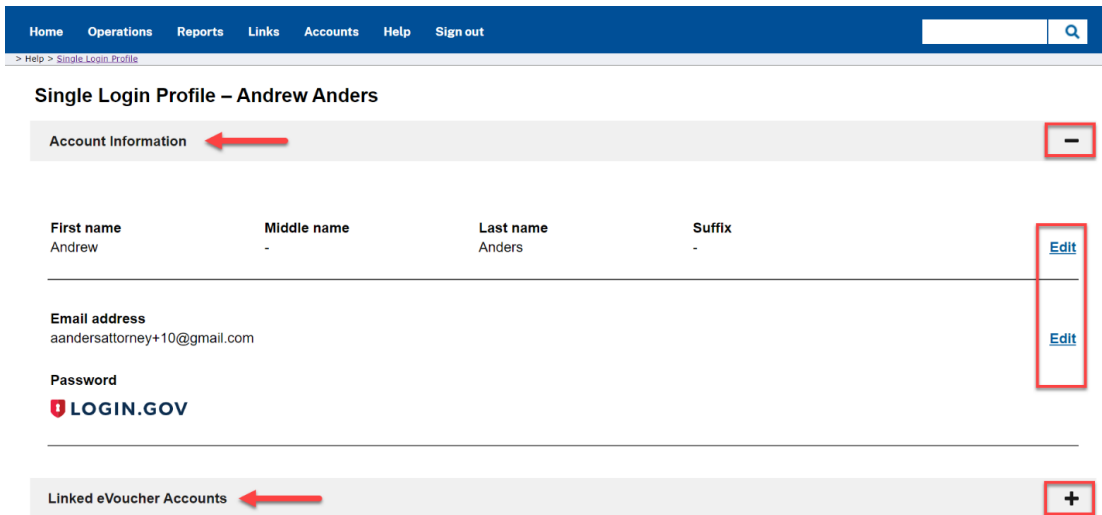 Home Operations Reports Links Accounts Help Sign out
> Help > Single Login Profile
Single Login Profile – Andrew Anders
Account Information
First name Middle name Last name Suffix
Andrew - Anders - Edit
Email address
aandersattorney+10@gmail.com Edit
Password
LOGIN.GOV
Linked eVoucher Accounts